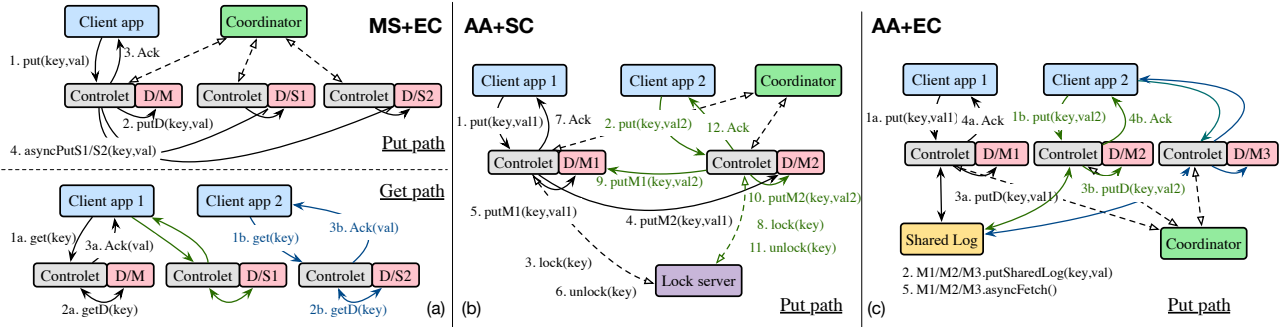 MS+EC
Client app
Coordinator
1. put(key,val)
3. Ack
Controlet
D/M
Controlet
D/S1
Controlet
D/S2
2. putD(key,val)
4. asyncPutS1/S2(key,val)
Put path
Get path
Client app 1
Client app 2
1a. get(key)
3a. Ack(val)
1b. get(key)
3b. Ack(val)
Controlet
D/M
Controlet
D/S1
Controlet
D/S2
2a. getD(key)
2b. getD(key)
(a)
AA+SC
Client app 1
Client app 2
Coordinator
1. put(key,val1)
7. Ack
2. put(key,val2)
12. Ack
Controlet
D/M1
Controlet
D/M2
9. putM1(key,val2)
10. putM2(key,val2)
5. putM1(key,val1)
4. putM2(key,val1)
8. lock(key)
11. unlock(key)
3. lock(key)
6. unlock(key)
Lock server
Put path
(b)
AA+EC
Client app 1
Client app 2
1a. put(key,val1)
4a. Ack
1b. put(key,val2)
4b. Ack
Controlet
D/M1
Controlet
D/M2
Controlet
D/M3
3a. putD(key,val1)
3b. putD(key,val2)
Shared Log
Coordinator
2. M1/M2/M3.putSharedLog(key,val)
5. M1/M2/M3.asyncFetch()
Put path
(c)